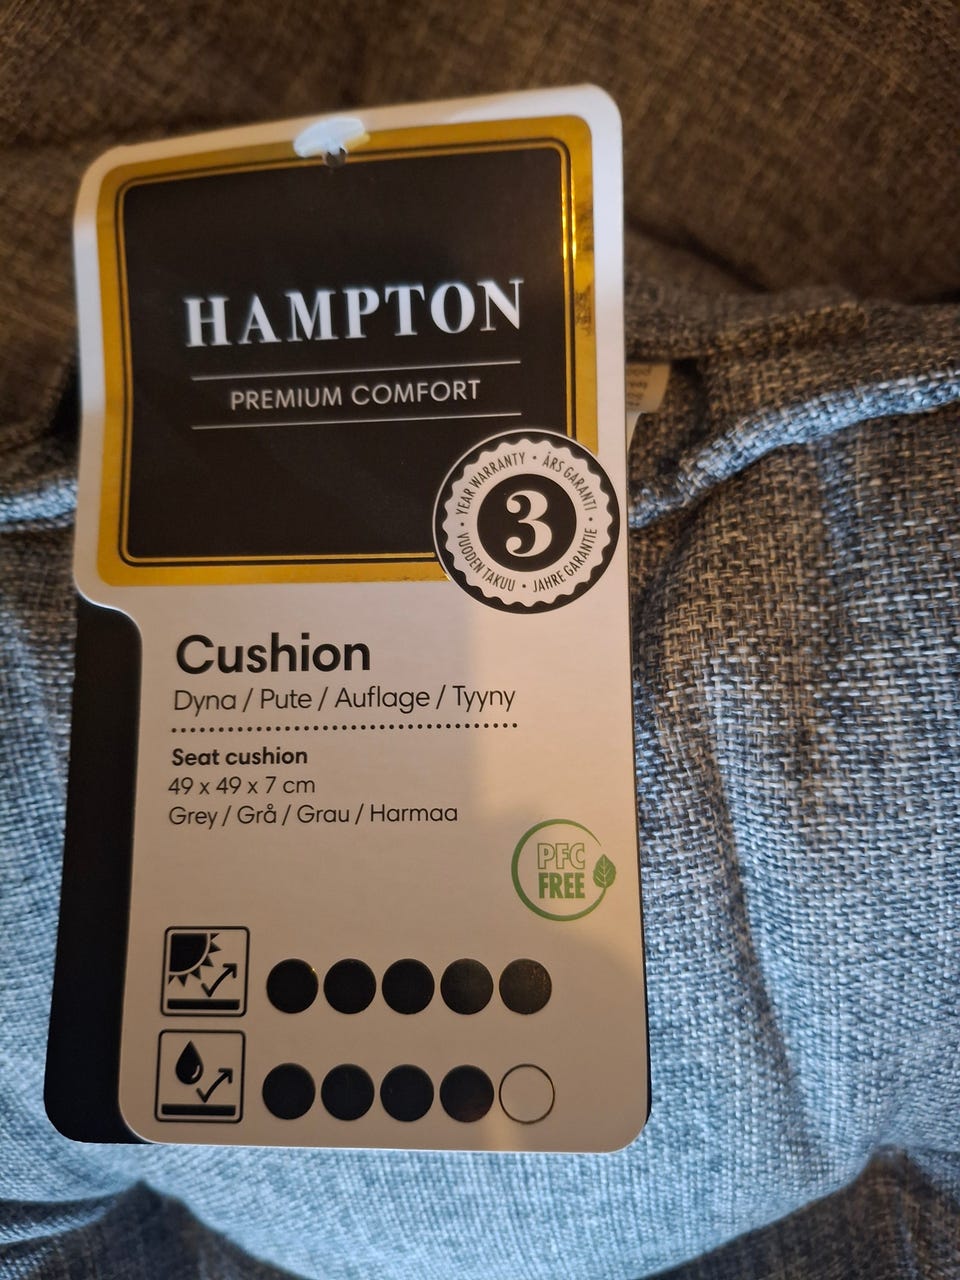 HAMPTON
PREMIUM COMFORT
YEAR WARRANTY • ÅRS GARANTI • JAHRE GARANTIE • VUODEN TAKUU •
3
Cushion
Dyna / Pute / Auflage / Tyyny
Seat cushion
49 x 49 x 7 cm
Grey / Grå / Grau / Harmaa
PFC
FREE